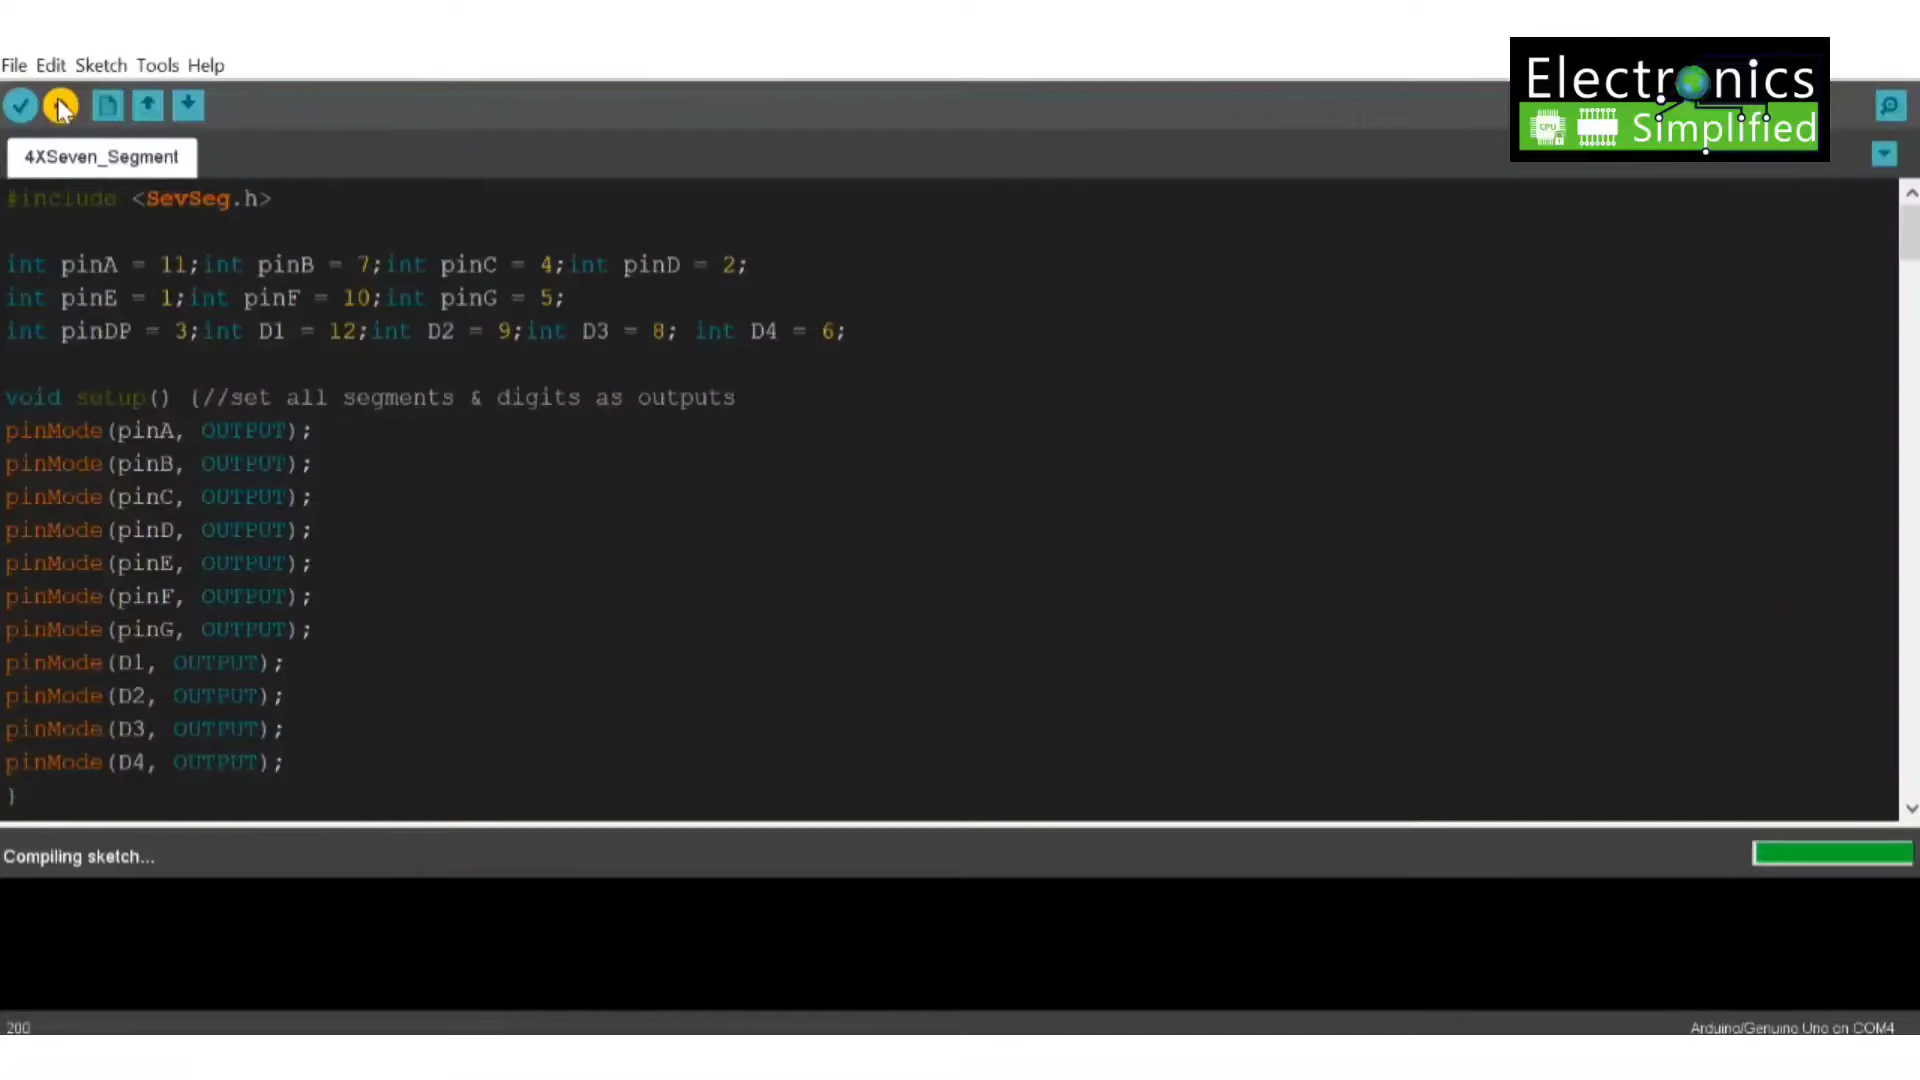 File Edit Sketch Tools Help
Electronics
CPU
Simplified
4XSeven_Segment
#include <SevSeg.h>
int pinA = 11;int pinB = 7;int pinC = 4;int pinD = 2;
int pinE = 1;int pinF = 10;int pinG = 5;
int pinDP = 3;int D1 = 12;int D2 = 9;int D3 = 8; int D4 = 6;
void setup() {//set all segments & digits as outputs
pinMode(pinA, OUTPUT);
pinMode(pinB, OUTPUT);
pinMode(pinC, OUTPUT);
pinMode(pinD, OUTPUT);
pinMode(pinE, OUTPUT);
pinMode(pinF, OUTPUT);
pinMode(pinG, OUTPUT);
pinMode(D1, OUTPUT);
pinMode(D2, OUTPUT);
pinMode(D3, OUTPUT);
pinMode(D4, OUTPUT);
}
Compiling sketch...
200
Arduino/Genuino Uno on COM4